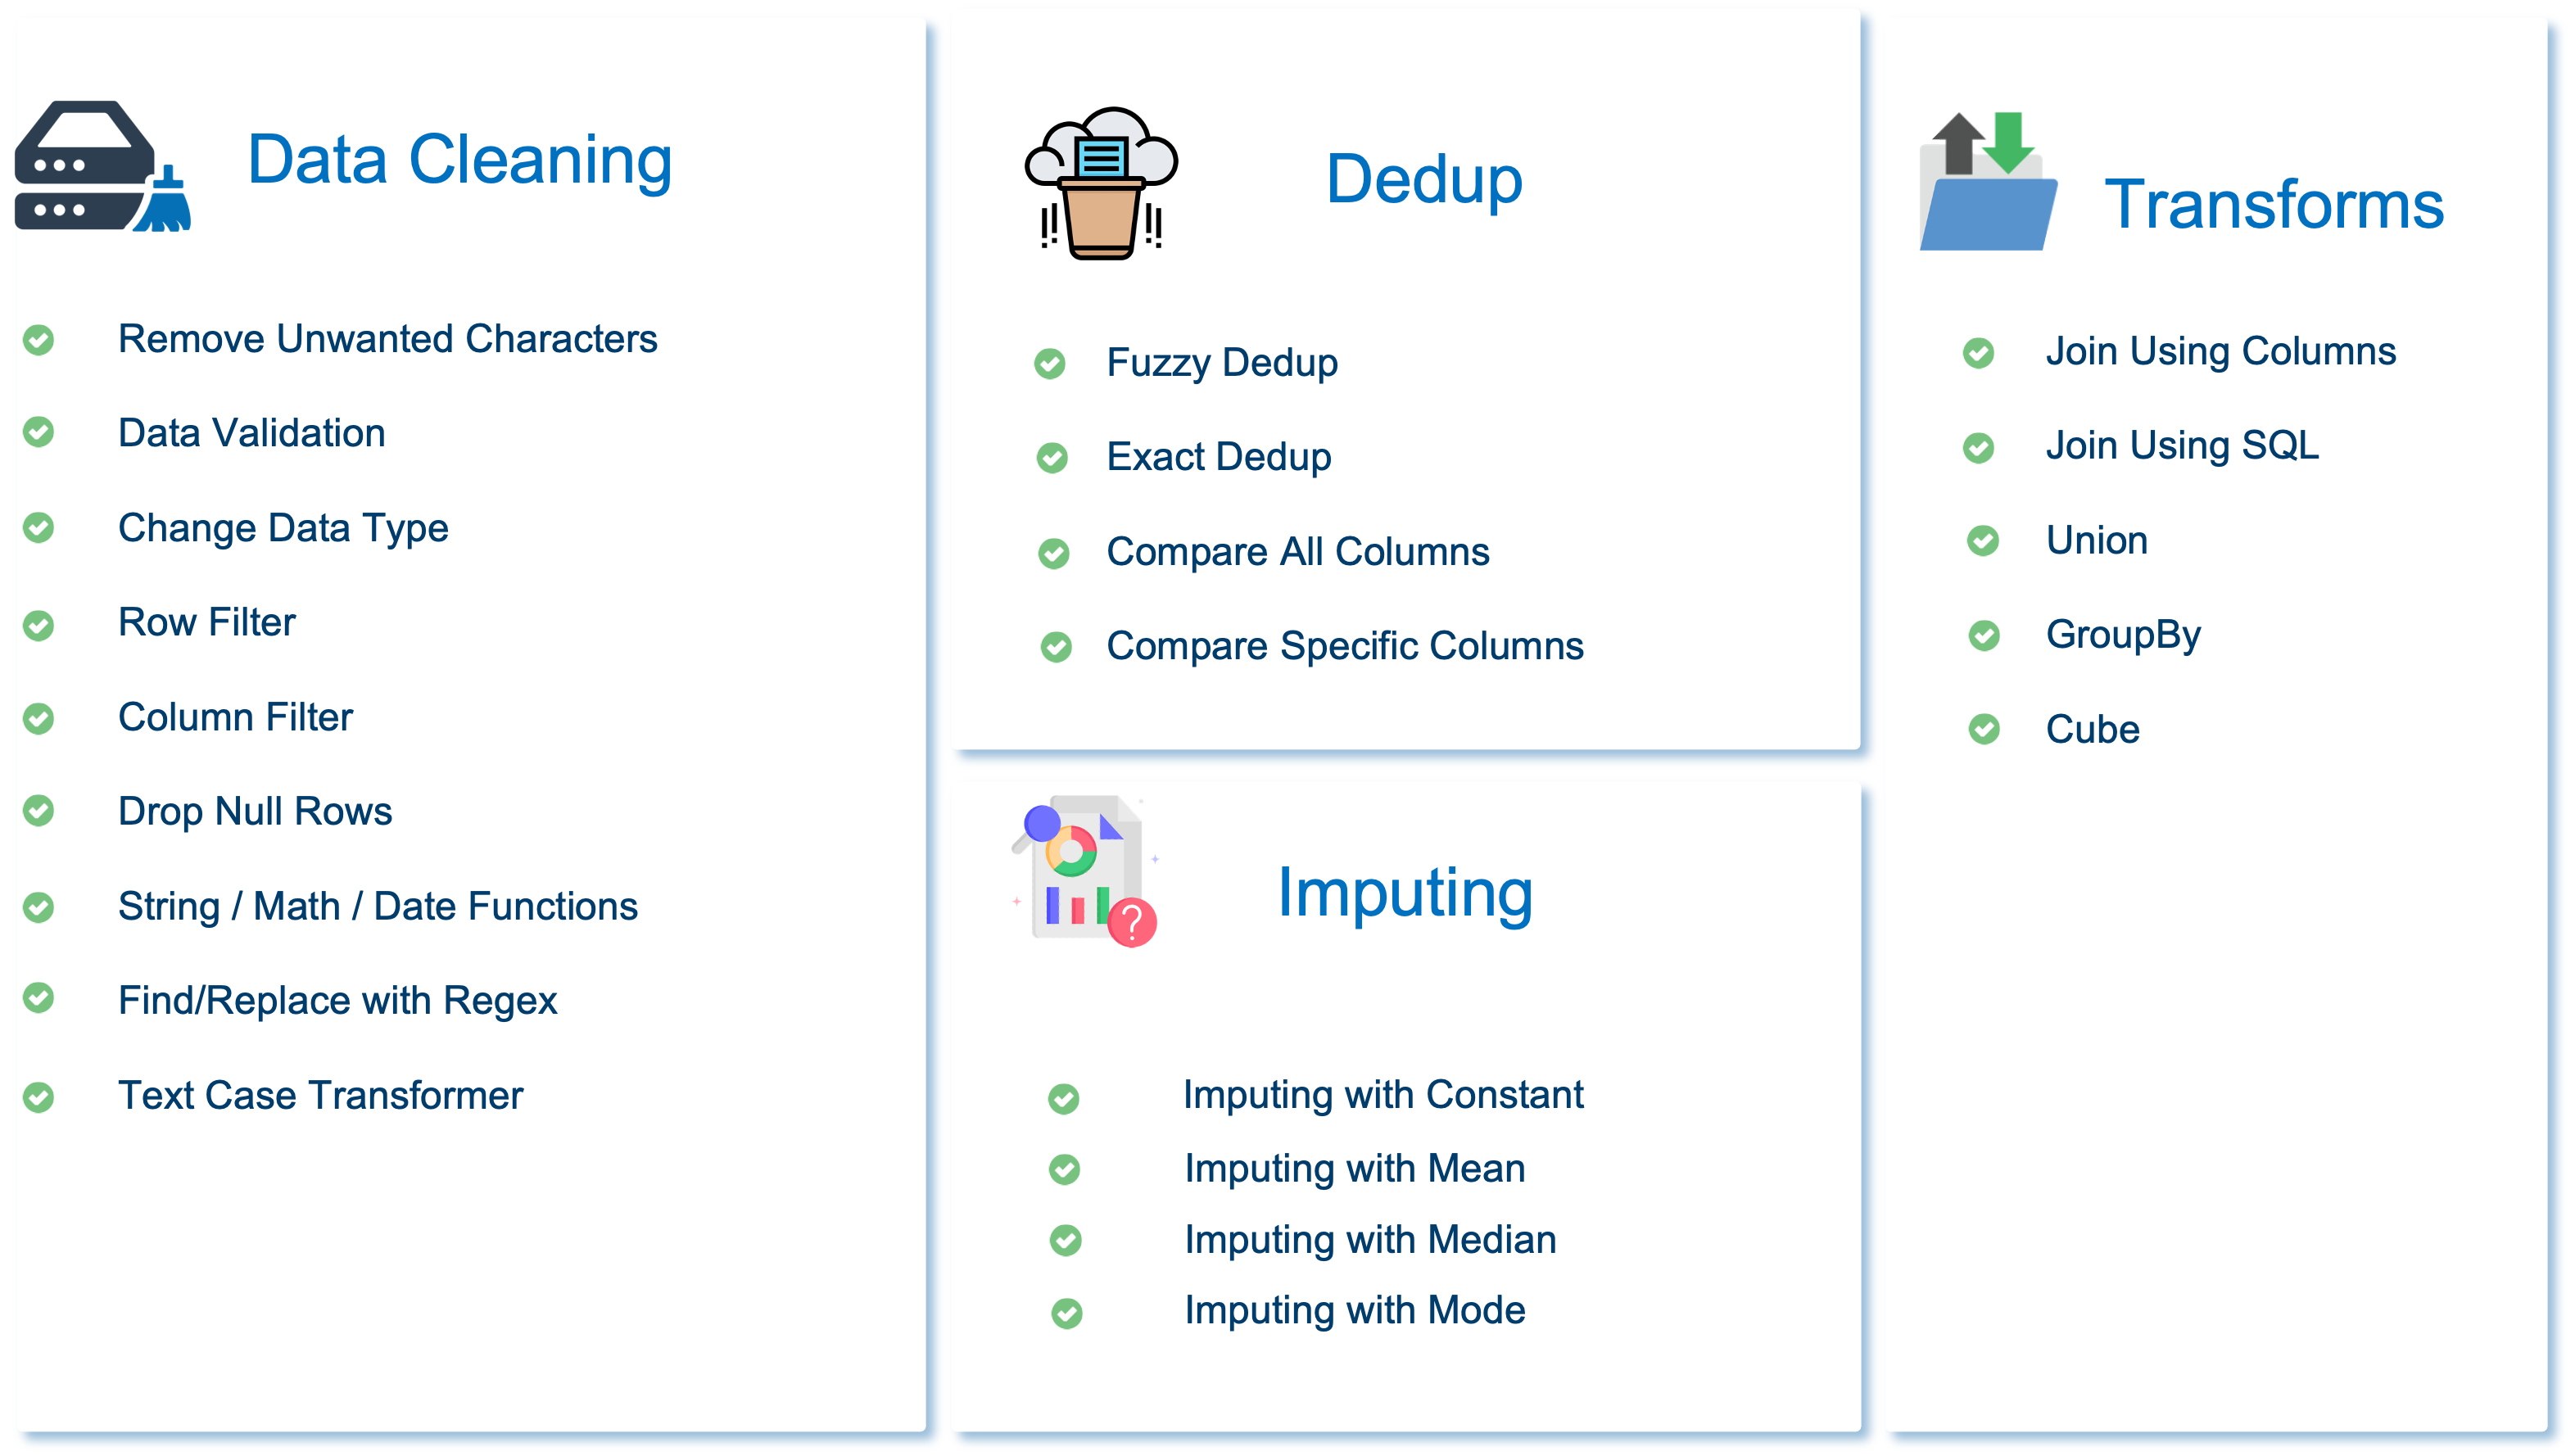 Data Cleaning
Remove Unwanted Characters
Data Validation
Change Data Type
Row Filter
Column Filter
Drop Null Rows
String / Math / Date Functions
Find/Replace with Regex
Text Case Transformer
Dedup
Fuzzy Dedup
Exact Dedup
Compare All Columns
Compare Specific Columns
?
Imputing
Imputing with Constant
Imputing with Mean
Imputing with Median
Imputing with Mode
Transforms
Join Using Columns
Join Using SQL
Union
GroupBy
Cube